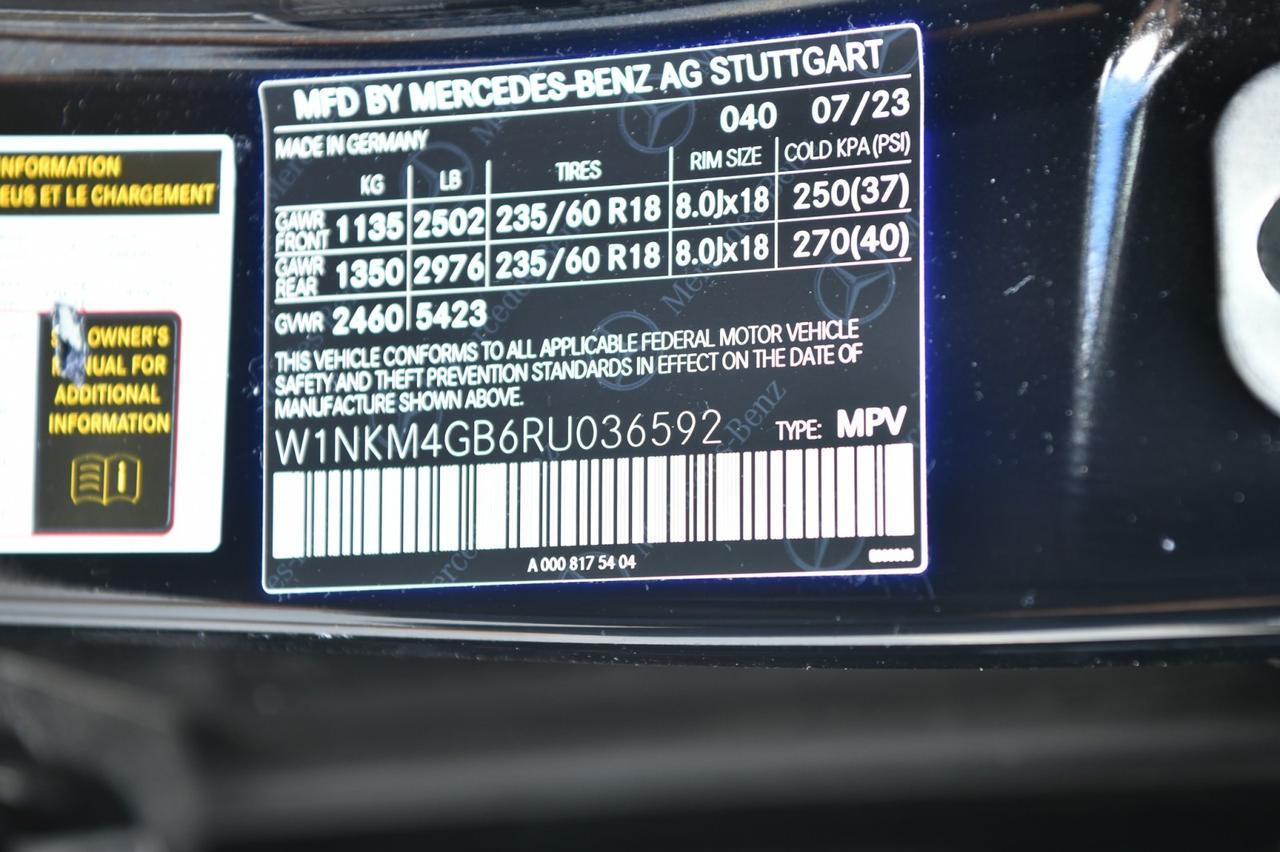 NFORMATION
EUS ET LE CHARGEMENT
OWNER'S
MANUAL FOR
ADDITIONAL
INFORMATION
MFD BY MERCEDES-BENZ AG STUTTGART
MADE IN GERMANY 040 07/23
KG LB TIRES RIM SIZE COLD KPA (PSI)
GAWR FRONT 1135 2502 235/60 R18 8.0Jx18 250(37)
GAWR REAR 1350 2976 235/60 R18 8.0Jx18 270(40)
GVWR 2460 5423
THIS VEHICLE CONFORMS TO ALL APPLICABLE FEDERAL MOTOR VEHICLE
SAFETY AND THEFT PREVENTION STANDARDS IN EFFECT ON THE DATE OF
MANUFACTURE SHOWN ABOVE.
W1NKM4GB6RU036592 TYPE: MPV
A 000 817 54 04